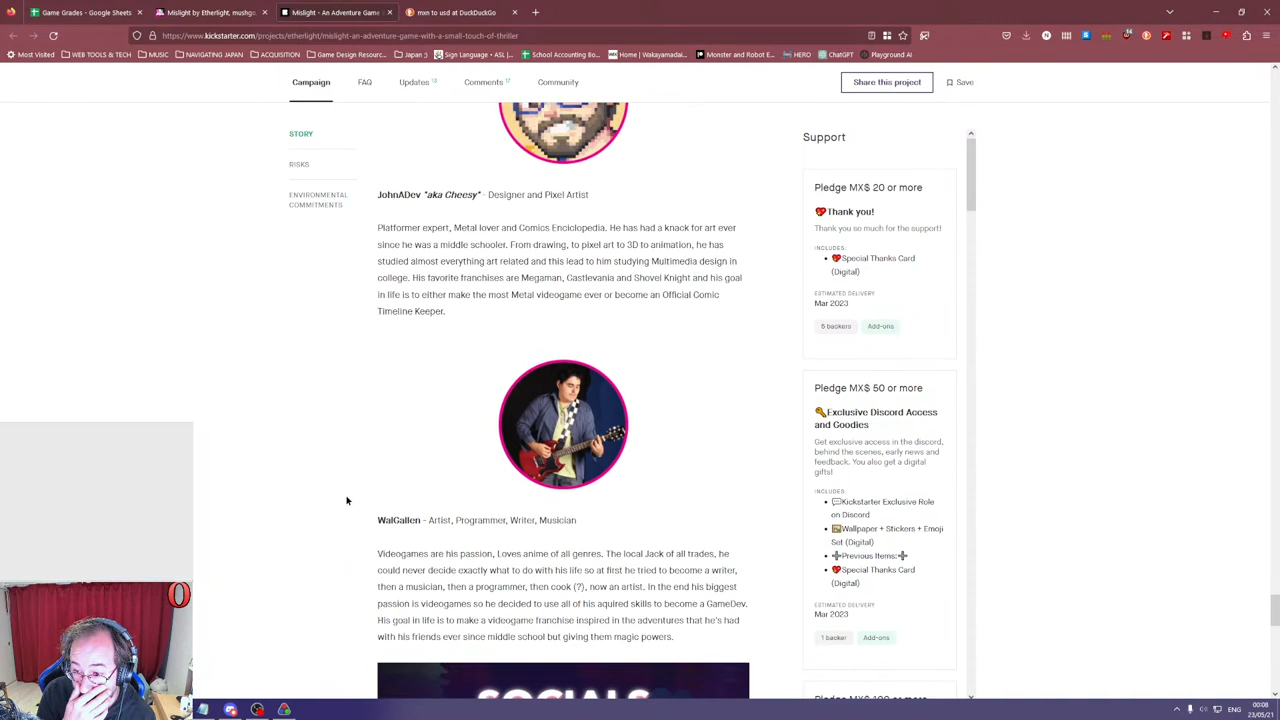 Game Grades - Google Sheets
Mislight by Etherlight, mushgo
Mislight - An Adventure Game
mxn to usd at DuckDuckGo
https://www.kickstarter.com/projects/etherlight/mislight-an-adventure-game-with-a-small-touch-of-thriller
Most Visited
WEB TOOLS & TECH
MUSIC
NAVIGATING JAPAN
ACQUISITION
Game Design Resourc...
Japan ;)
Sign Language • ASL |...
School Accounting Bo...
Home | Wakayamadai...
Monster and Robot E...
HERO
ChatGPT
Playground AI
Campaign
FAQ
Updates 13
Comments 17
Community
Share this project
Save
STORY
RISKS
ENVIRONMENTAL
COMMITMENTS
JohnADev "aka Cheesy" - Designer and Pixel Artist
Platformer expert, Metal lover and Comics Enciclopedia. He has had a knack for art ever
since he was a middle schooler. From drawing, to pixel art to 3D to animation, he has
studied almost everything art related and this lead to him studying Multimedia design in
college. His favorite franchises are Megaman, Castlevania and Shovel Knight and his goal
in life is to either make the most Metal videogame ever or become an Official Comic
Timeline Keeper.
WalGallen - Artist, Programmer, Writer, Musician
Videogames are his passion, Loves anime of all genres. The local Jack of all trades, he
could never decide exactly what to do with his life so at first he tried to become a writer,
then a musician, then a programmer, then cook (?), now an artist. In the end his biggest
passion is videogames so he decided to use all of his aquired skills to become a GameDev.
His goal in life is to make a videogame franchise inspired in the adventures that he's had
with his friends ever since middle school but giving them magic powers.
SOCIALS
Support
Pledge MX$ 20 or more
💖Thank you!
Thank you so much for the support!
INCLUDES:
• 💖Special Thanks Card
(Digital)
ESTIMATED DELIVERY
Mar 2023
5 backers
Add-ons
Pledge MX$ 50 or more
🔑Exclusive Discord Access
and Goodies
Get exclusive access in the discord,
behind the scenes, early news and
feedback. You also get a digital
gifts!
INCLUDES:
• 💬Kickstarter Exclusive Role
on Discord
• 🖼Wallpaper + Stickers + Emoji
Set (Digital)
• ➕Previous Items:➕
• 💖Special Thanks Card
(Digital)
ESTIMATED DELIVERY
Mar 2023
1 backer
Add-ons
ENG
00:08
23/05/21